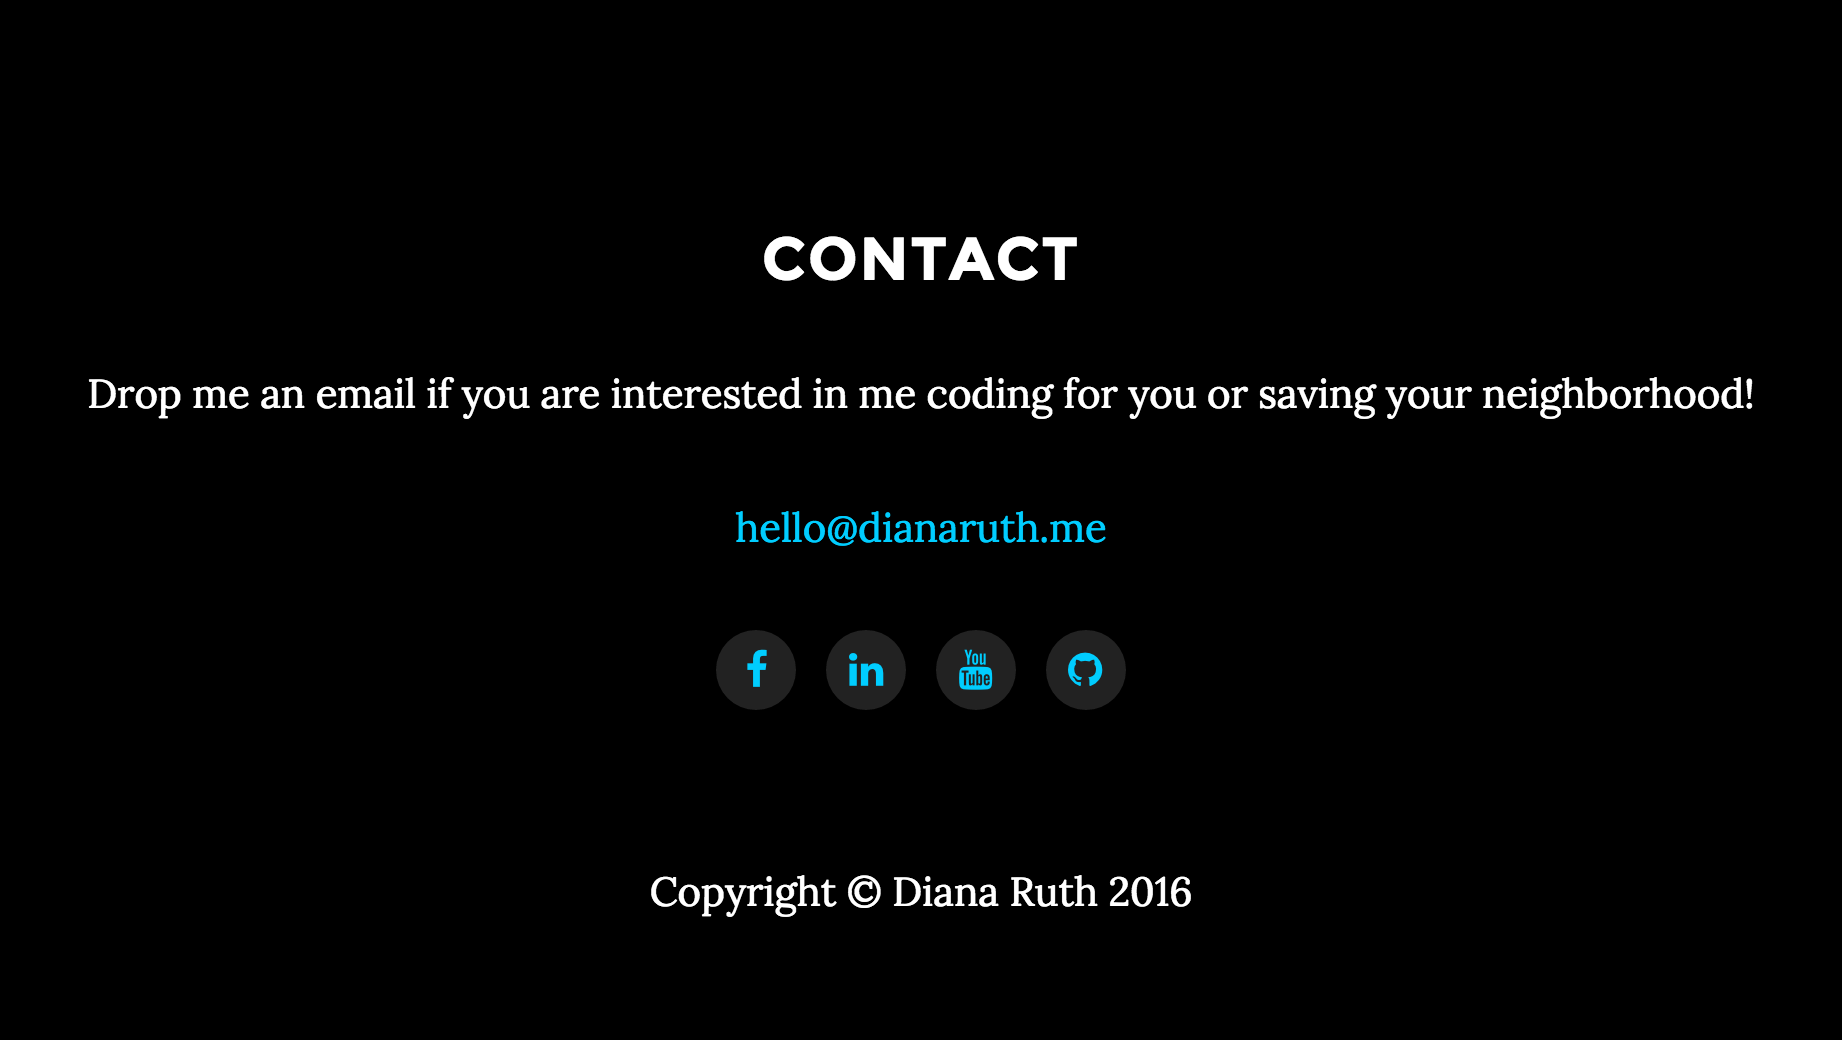 CONTACT
Drop me an email if you are interested in me coding for you or saving your neighborhood!
hello@dianaruth.me
f in You Tube
Copyright © Diana Ruth 2016